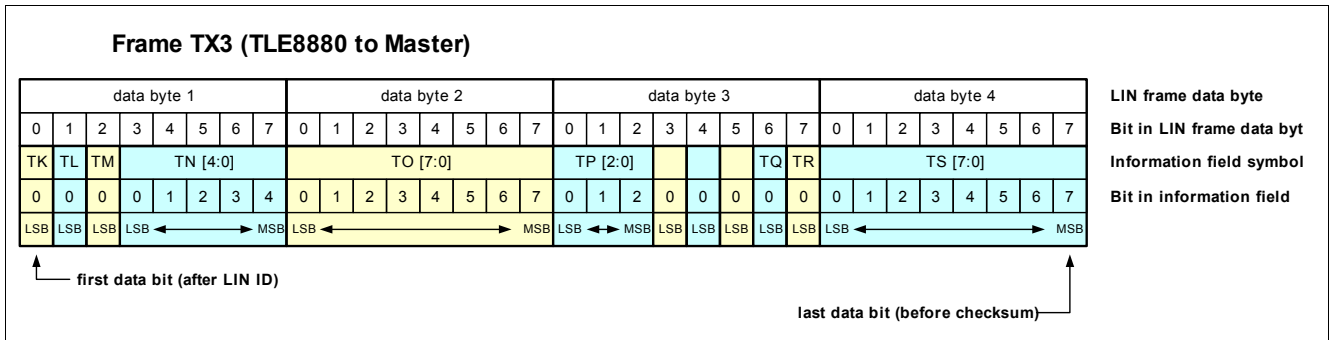 Frame TX3 (TLE8880 to Master)
data byte 1 data byte 2 data byte 3 data byte 4 LIN frame data byte
0 1 2 3 4 5 6 7 0 1 2 3 4 5 6 7 0 1 2 3 4 5 6 7 0 1 2 3 4 5 6 7 Bit in LIN frame data byt
TK TL TM TN [4:0] TO [7:0] TP [2:0] TQ TR TS [7:0] Information field symbol
0 0 0 0 1 2 3 4 0 1 2 3 4 5 6 7 0 1 2 0 0 0 0 0 0 1 2 3 4 5 6 7 Bit in information field
LSB LSB LSB LSB MSB LSB MSB LSB MSB LSB LSB LSB LSB LSB LSB MSB
first data bit (after LIN ID)
last data bit (before checksum)